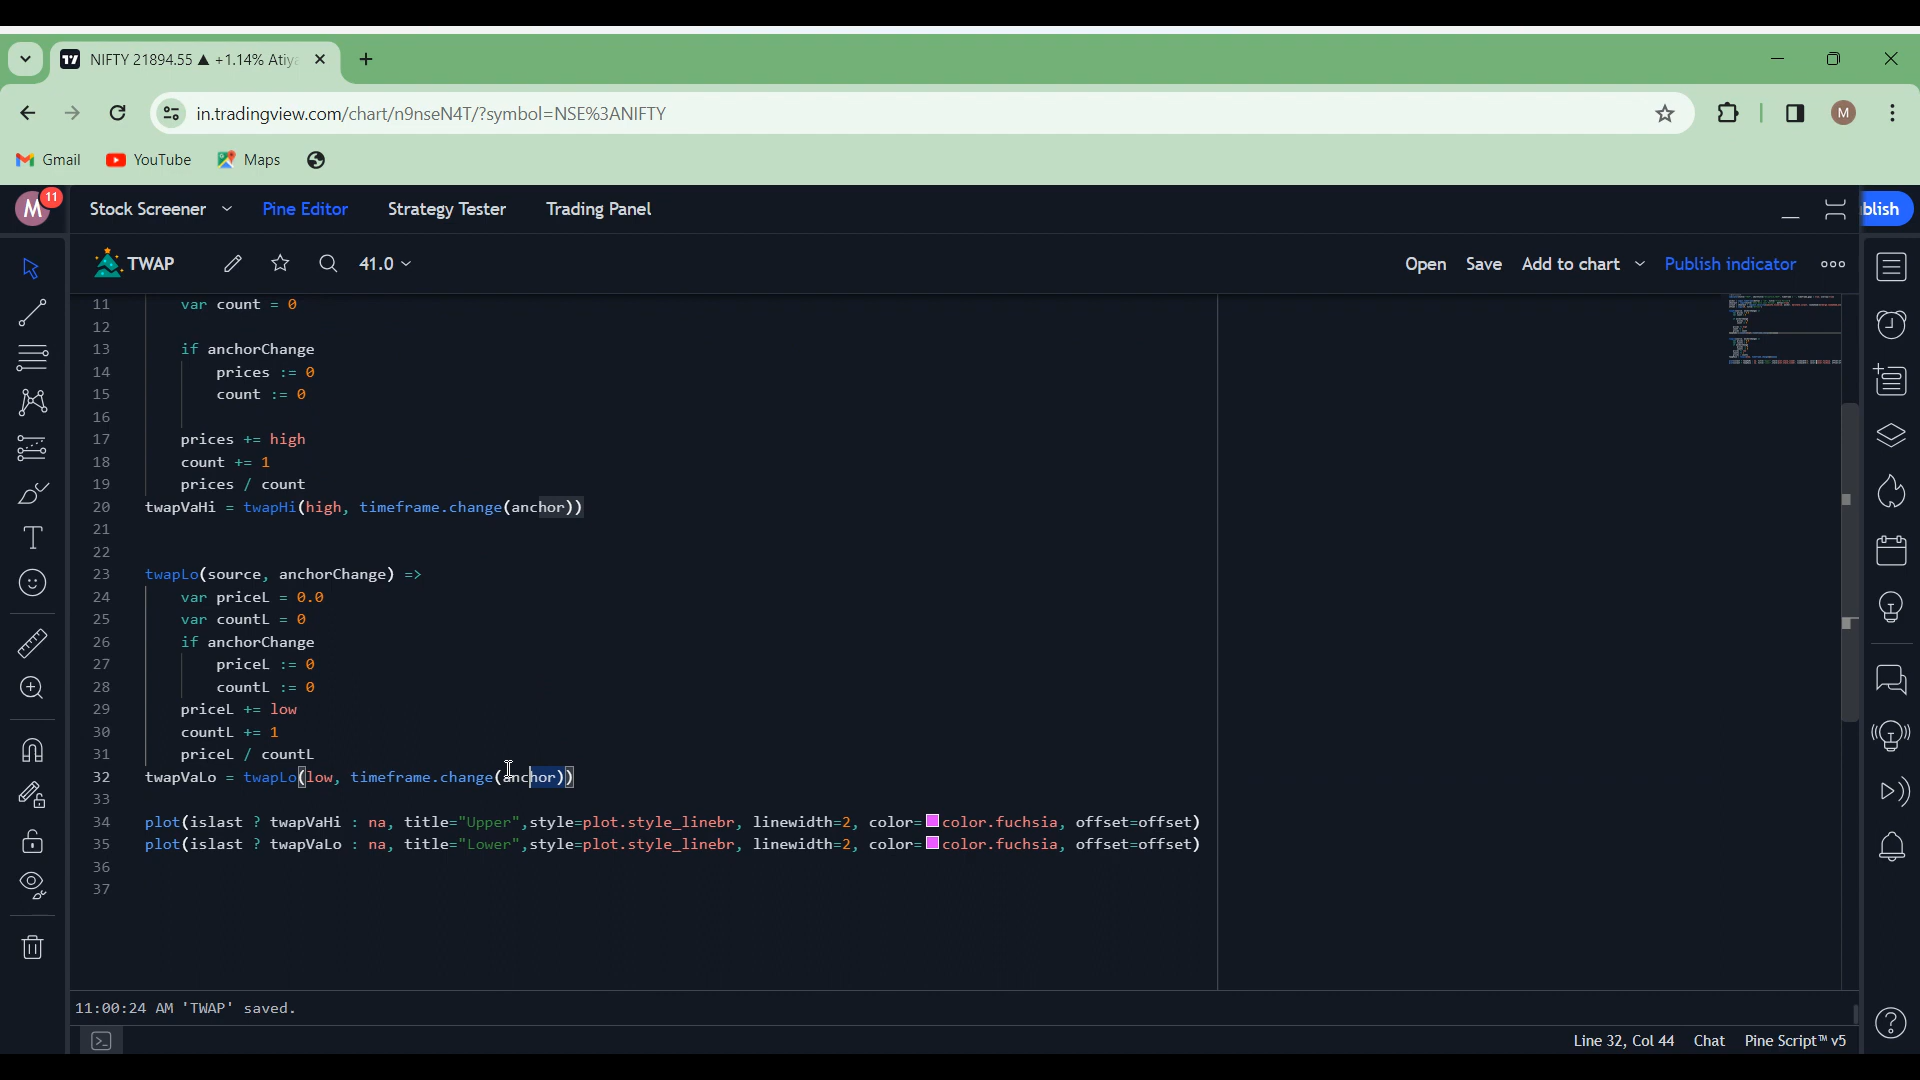 NIFTY 21894.55 ▲ +1.14% Atiy
in.tradingview.com/chart/n9nseN4T/?symbol=NSE%3ANIFTY
M
Gmail YouTube Maps
M 11 Stock Screener Pine Editor Strategy Tester Trading Panel blish
TWAP 41.0 Open Save Add to chart Publish indicator
11 var count = 0
12
13 if anchorChange
14 prices := 0
15 count := 0
16
17 prices += high
18 count += 1
19 prices / count
20 twapVaHi = twapHi(high, timeframe.change(anchor))
21
22
23 twapLo(source, anchorChange) =>
24 var priceL = 0.0
25 var countL = 0
26 if anchorChange
27 priceL := 0
28 countL := 0
29 priceL += low
30 countL += 1
31 priceL / countL
32 twapVaLo = twapLo(low, timeframe.change(anchor))
33
34 plot(islast ? twapVaHi : na, title="Upper",style=plot.style_linebr, linewidth=2, color=color.fuchsia, offset=offset)
35 plot(islast ? twapVaLo : na, title="Lower",style=plot.style_linebr, linewidth=2, color=color.fuchsia, offset=offset)
36
37
11:00:24 AM 'TWAP' saved.
Line 32, Col 44 Chat Pine Script™ v5